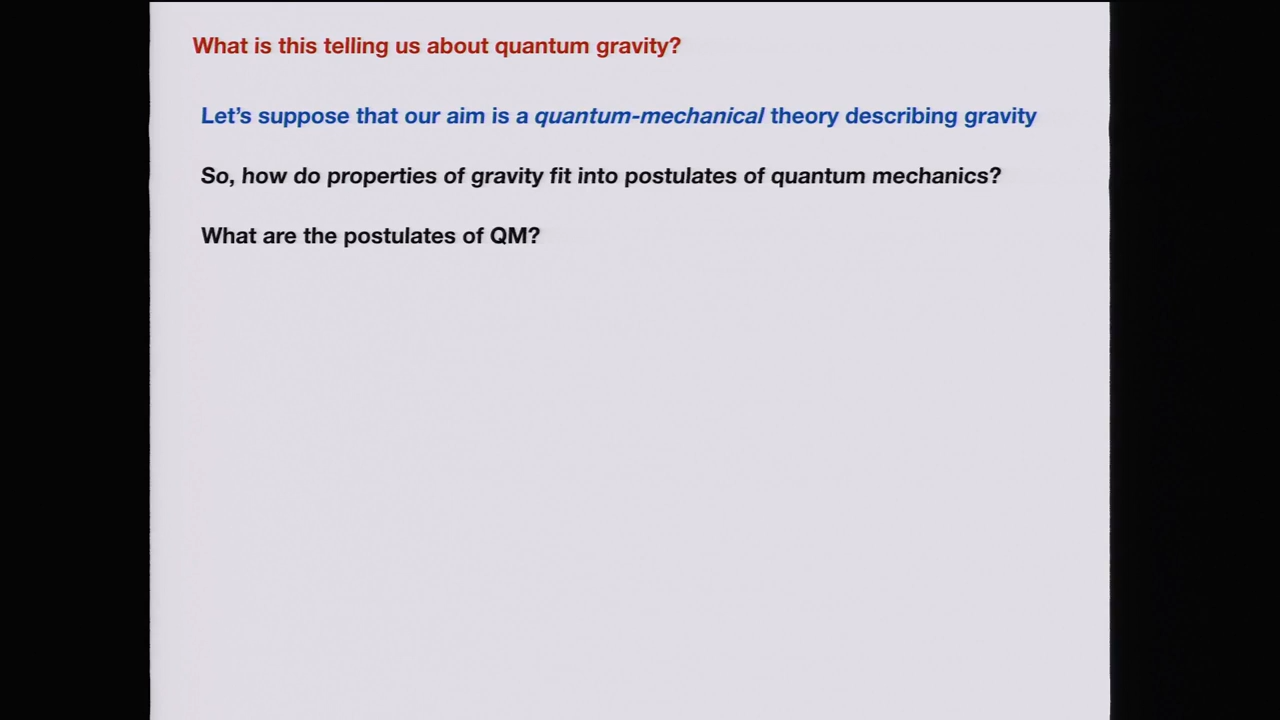 What is this telling us about quantum gravity?
Let's suppose that our aim is a quantum-mechanical theory describing gravity
So, how do properties of gravity fit into postulates of quantum mechanics?
What are the postulates of QM?